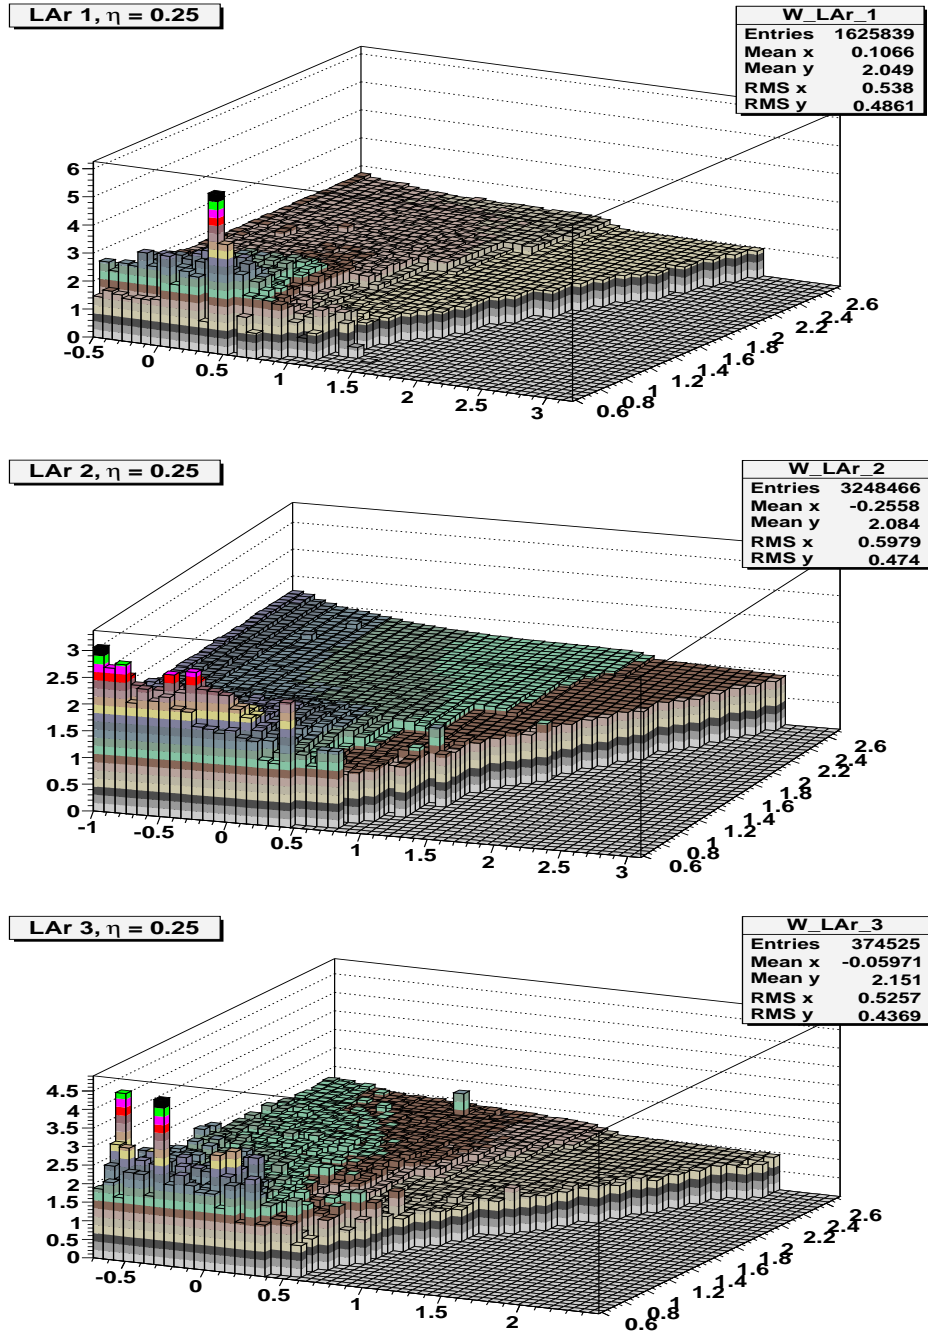 LAr 1, η = 0.25
W_LAr_1
Entries 1625839
Mean x 0.1066
Mean y 2.049
RMS x 0.538
RMS y 0.4861
6
5
4
3
2
1
0
-0.5 0 0.5 1 1.5 2 2.5 3
0.6 0.8 1 1.2 1.4 1.6 1.8 2 2.2 2.4 2.6
LAr 2, η = 0.25
W_LAr_2
Entries 3248466
Mean x -0.2558
Mean y 2.084
RMS x 0.5979
RMS y 0.474
3
2.5
2
1.5
1
0.5
0
-1 -0.5 0 0.5 1 1.5 2 2.5 3
0.6 0.8 1 1.2 1.4 1.6 1.8 2 2.2 2.4 2.6
LAr 3, η = 0.25
W_LAr_3
Entries 374525
Mean x -0.05971
Mean y 2.151
RMS x 0.5257
RMS y 0.4369
4.5
4
3.5
3
2.5
2
1.5
1
0.5
0
-0.5 0 0.5 1 1.5 2
0.6 0.8 1 1.2 1.4 1.6 1.8 2 2.2 2.4 2.6